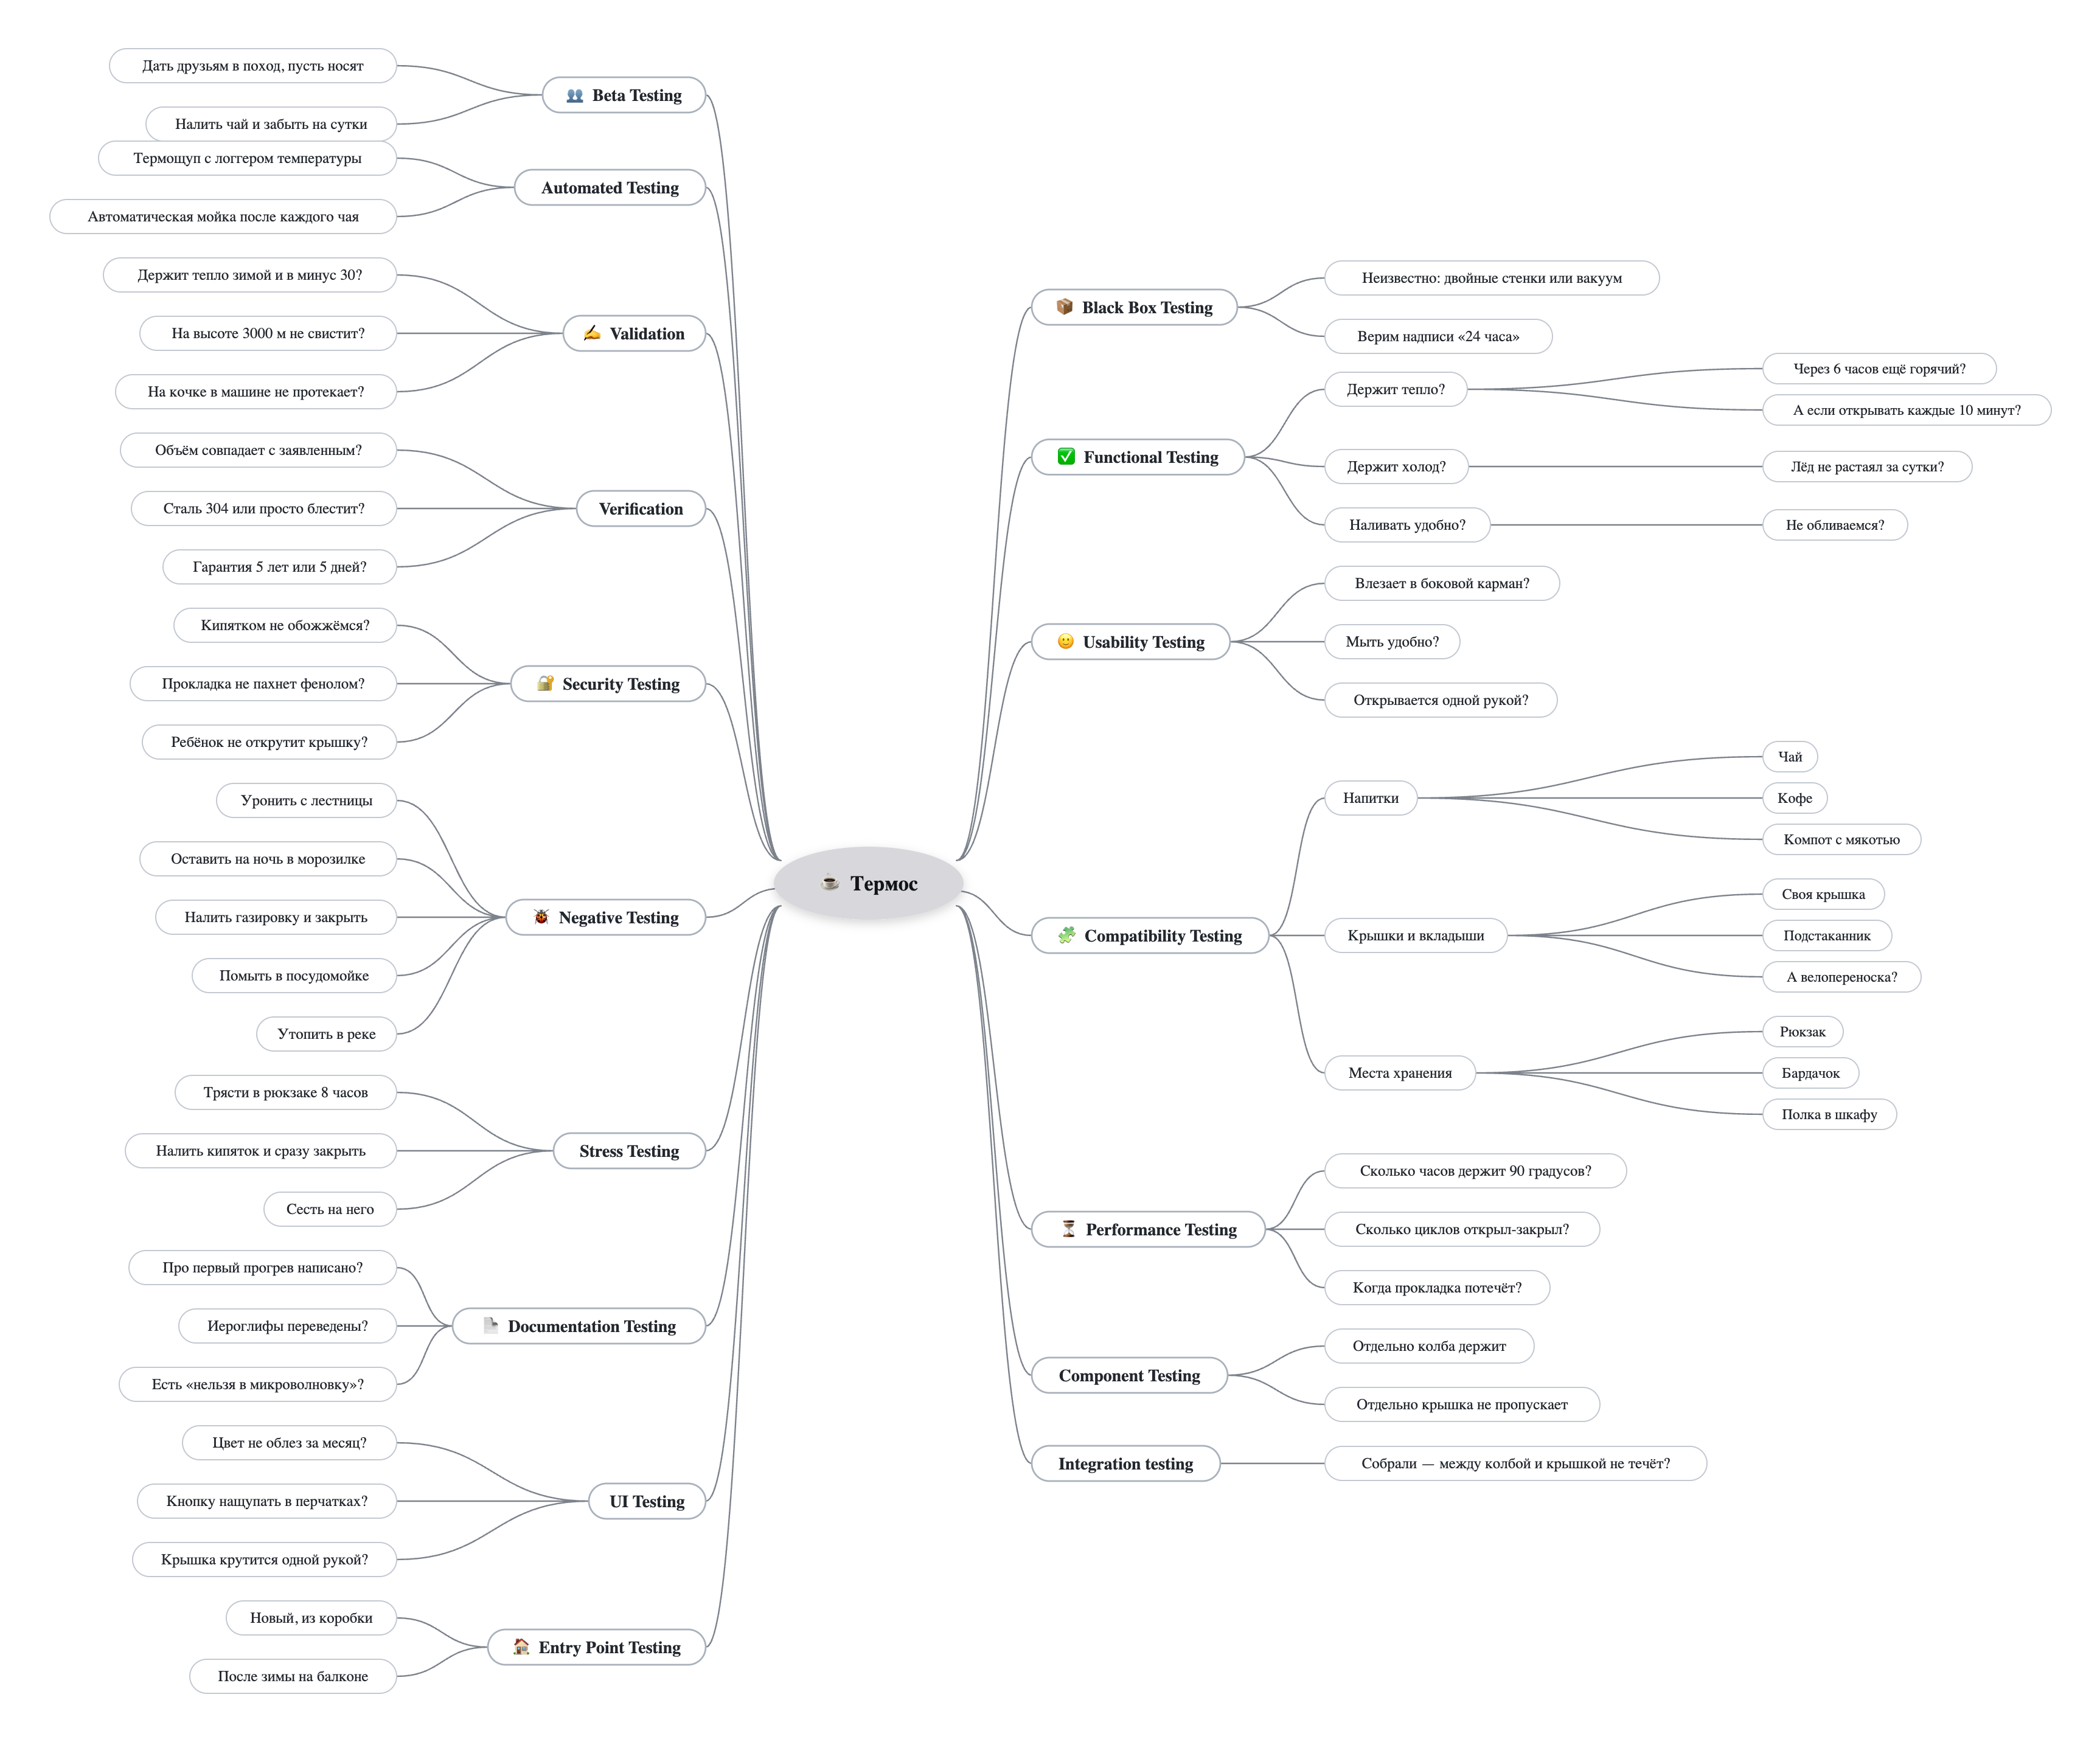 Термос
Beta Testing
Дать друзьям в поход, пусть носят
Налить чай и забыть на сутки
Automated Testing
Термощуп с логгером температуры
Автоматическая мойка после каждого чая
Validation
Держит тепло зимой и в минус 30?
На высоте 3000 м не свистит?
На кочке в машине не протекает?
Verification
Объём совпадает с заявленным?
Сталь 304 или просто блестит?
Гарантия 5 лет или 5 дней?
Security Testing
Кипятком не обожжёмся?
Прокладка не пахнет фенолом?
Ребёнок не открутит крышку?
Negative Testing
Уронить с лестницы
Оставить на ночь в морозилке
Налить газировку и закрыть
Помыть в посудомойке
Утопить в реке
Stress Testing
Трясти в рюкзаке 8 часов
Налить кипяток и сразу закрыть
Сесть на него
Documentation Testing
Про первый прогрев написано?
Иероглифы переведены?
Есть «нельзя в микроволновку»?
UI Testing
Цвет не облез за месяц?
Кнопку нащупать в перчатках?
Крышка крутится одной рукой?
Entry Point Testing
Новый, из коробки
После зимы на балконе
Black Box Testing
Неизвестно: двойные стенки или вакуум
Верим надписи «24 часа»
Functional Testing
Держит тепло?
Через 6 часов ещё горячий?
А если открывать каждые 10 минут?
Держит холод?
Лёд не растаял за сутки?
Наливать удобно?
Не обливаемся?
Usability Testing
Влезает в боковой карман?
Мыть удобно?
Открывается одной рукой?
Compatibility Testing
Напитки
Чай
Кофе
Компот с мякотью
Крышки и вкладыши
Своя крышка
Подстаканник
А велопереноска?
Места хранения
Рюкзак
Бардачок
Полка в шкафу
Performance Testing
Сколько часов держит 90 градусов?
Сколько циклов открыл-закрыл?
Когда прокладка потечёт?
Component Testing
Отдельно колба держит
Отдельно крышка не пропускает
Integration testing
Собрали — между колбой и крышкой не течёт?